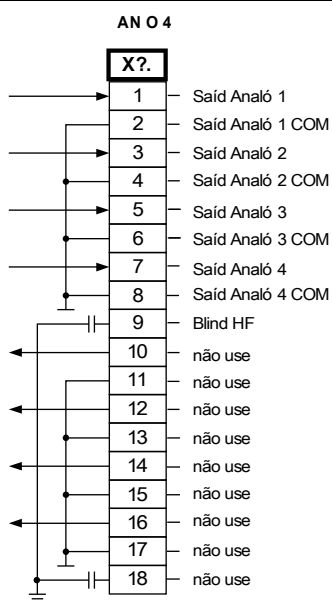 AN O 4
X?.
1 Saíd Analó 1
2 Saíd Analó 1 COM
3 Saíd Analó 2
4 Saíd Analó 2 COM
5 Saíd Analó 3
6 Saíd Analó 3 COM
7 Saíd Analó 4
8 Saíd Analó 4 COM
9 Blind HF
10 não use
11 não use
12 não use
13 não use
14 não use
15 não use
16 não use
17 não use
18 não use